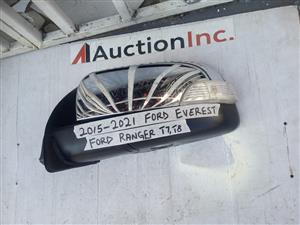 AuctionInc.
2015-2021 FORD EVEREST
FORD RANGER T7,T8